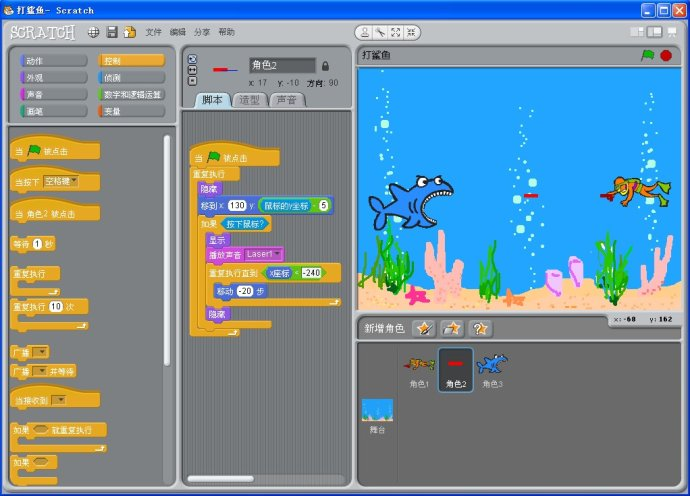 打鲨鱼- Scratch
SCRATCH
文件 编辑 分享 帮助
动作 控制
外观 侦测
声音 数字和逻辑运算
画笔 变量
当 被点击
当按下 空格键
当 角色2 被点击
等待 1 秒
重复执行
重复执行 10 次
广播
广播 并等待
当接收到
如果 就重复执行
如果
角色2
x: 17 y: -10 方向: 90
脚本 造型 声音
当 被点击
重复执行
隐藏
移到 x: 130 y: 鼠标的y坐标 - 5
如果 按下鼠标?
显示
播放声音 Laser1
重复执行直到 x座标 < -240
移动 -20 步
隐藏
打鲨鱼
x: -60 y: 162
新增角色
角色1 角色2 角色3
舞台